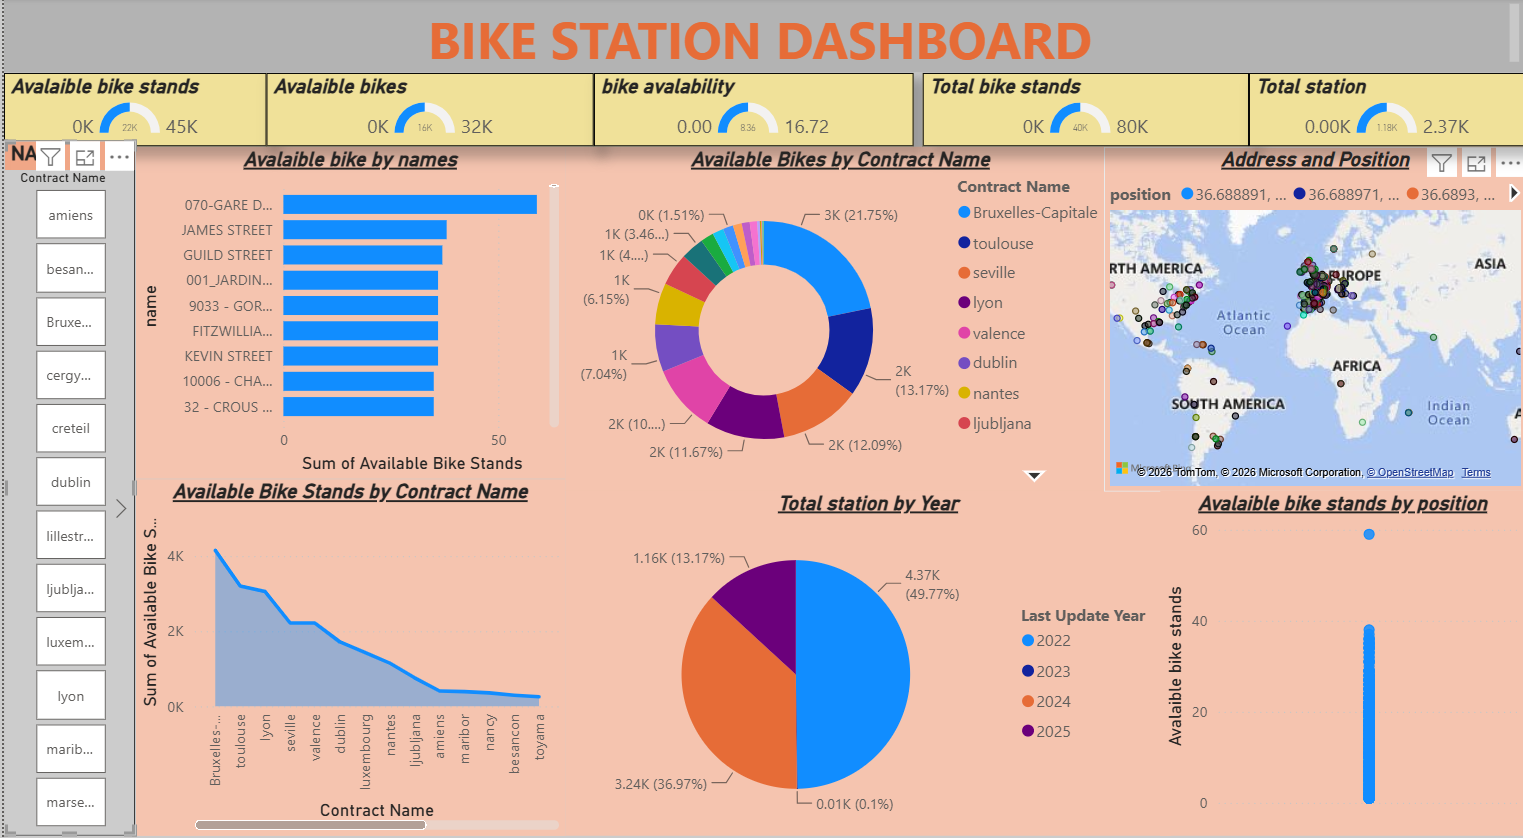 BIKE STATION DASHBOARD
Avalaible bike stands
0K 22K 45K
Avalaible bikes
0K 16K 32K
bike avalability
0.00 8.36 16.72
Total bike stands
0K 40K 80K
Total station
0.00K 1.18K 2.37K
NA
Contract Name
amiens
besan...
Bruxe...
cergy...
creteil
dublin
lillestr...
ljublja...
luxem...
lyon
marib...
marse...
Avalaible bike by names
name
070-GARE D...
JAMES STREET
GUILD STREET
001_JARDIN...
9033 - GOR...
FITZWILLIA...
KEVIN STREET
10006 - CHA...
32 - CROUS ...
0 50
Sum of Available Bike Stands
Available Bikes by Contract Name
0K (1.51%)
1K (3.46...)
1K (4....)
1K
(6.15%)
1K
(7.04%)
2K (10....)
2K (11.67%)
2K (12.09%)
2K
(13.17%)
3K (21.75%)
Contract Name
Bruxelles-Capitale
toulouse
seville
lyon
valence
dublin
nantes
ljubljana
Address and Position
position 36.688891, ... 36.688971, ... 36.6893, ...
RTH AMERICA
EUROPE
ASIA
Atlantic
Ocean
AFRICA
SOUTH AMERICA
Indian
Ocean
A
© 2026 TomTom, © 2026 Microsoft Corporation, © OpenStreetMap Terms
Available Bike Stands by Contract Name
Sum of Available Bike S...
4K
2K
0K
Bruxelles-...
toulouse
lyon
seville
valence
dublin
luxembourg
nantes
ljubljana
amiens
maribor
nancy
besancon
toyama
Contract Name
Total station by Year
1.16K (13.17%)
4.37K
(49.77%)
3.24K (36.97%)
0.01K (0.1%)
Last Update Year
2022
2023
2024
2025
Avalaible bike stands by position
Avalaible bike stands
60
40
20
0